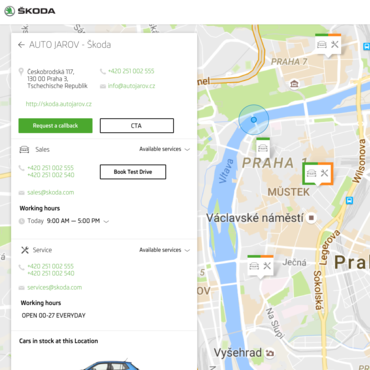 ŠKODA
AUTO JAROV - Škoda
Českobrodská 117,
130 00 Praha 3,
Tschechische Republik
+420 251 002 555
info@autojarov.cz
http://skoda.autojarov.cz
Request a callback
CTA
Sales
Available services
+420 251 002 555
+420 251 002 540
Book Test Drive
sales@skoda.com
Working hours
Today 9:00 AM — 5:00 PM
Service
Available services
+420 251 002 555
+420 251 002 542
services@skoda.com
Working hours
OPEN 00-27 EVERYDAY
Cars in stock at this Location
PRAHA 7
Vltava
PRAHA 1
MŮSTEK
Wilsonova
Václavské náměstí
Legerova
Ječná
Sokolská
Na Slupi
Vyšehrad
Pra